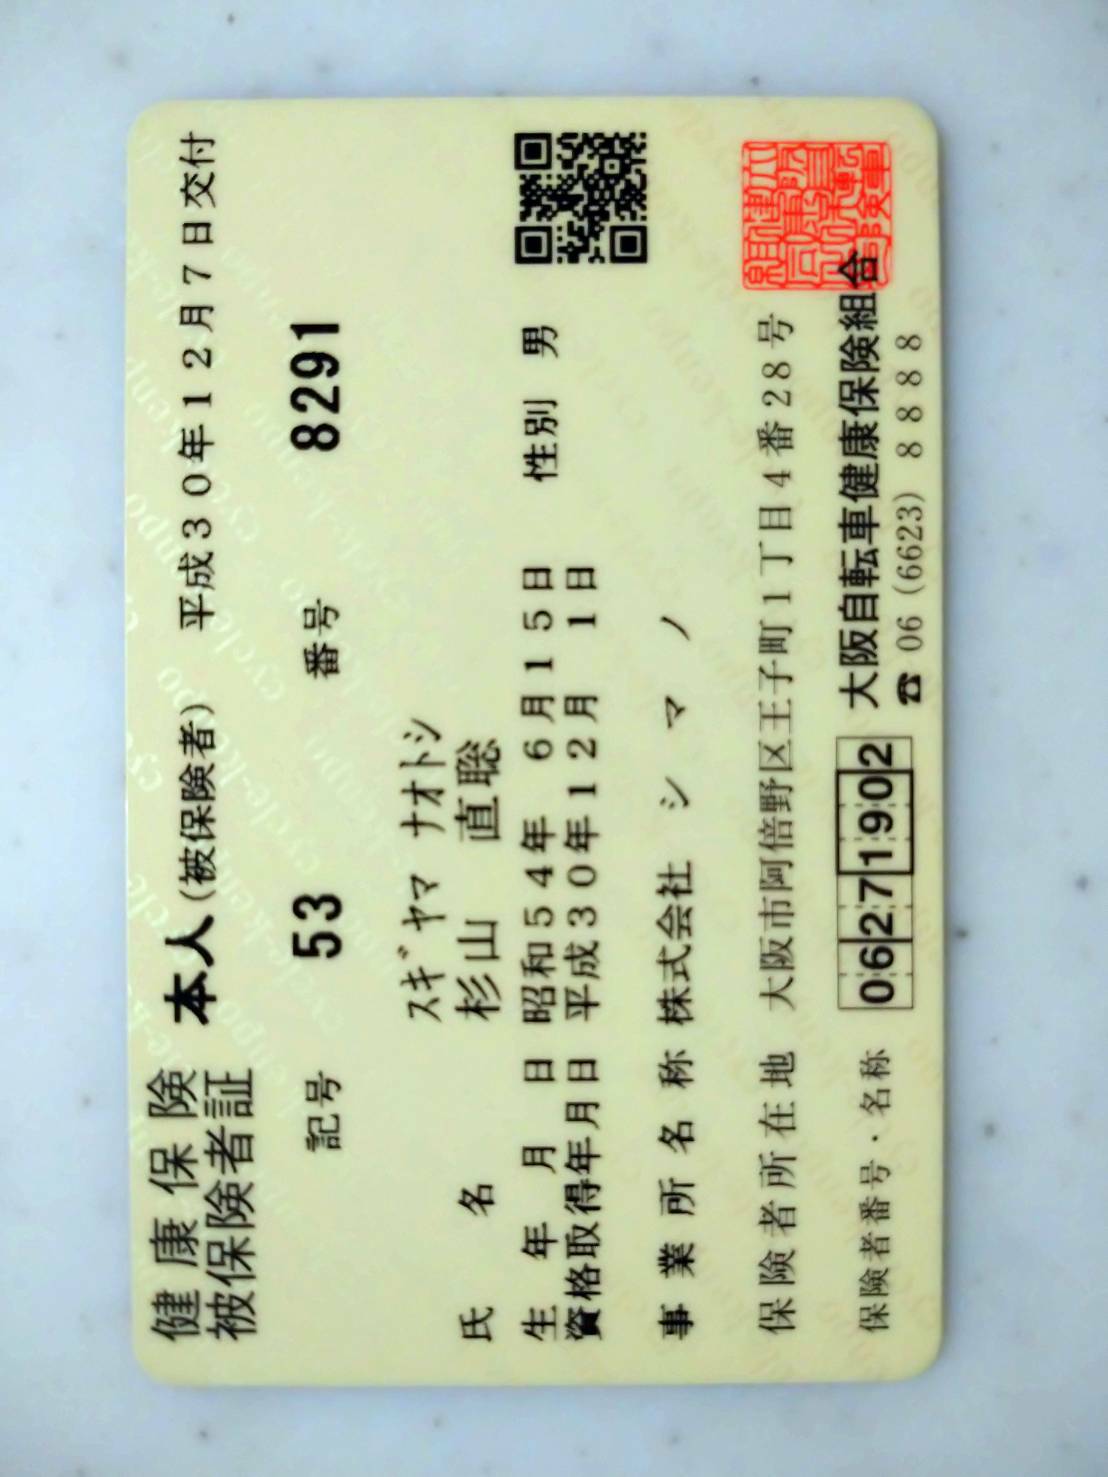 健康保険
被保険者証
本人(被保険者)
平成30年12月7日交付
記号 53 番号 8291
スギヤマ ナオトシ
氏名 杉山 直聡
生年月日 昭和54年 6月15日 性別 男
資格取得年月日 平成30年12月 1日
事業所名称 株式会社 シマノ
保険者所在地 大阪市阿倍野区王子町1丁目4番28号
保険者番号・名称 06271902 大阪自転車健康保険組合
☎ 06 (6623) 8888